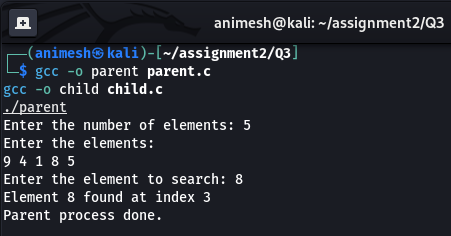 animesh@kali: ~/assignment2/Q3
┌──(animesh㉿kali)-[~/assignment2/Q3]
└─$ gcc -o parent parent.c
gcc -o child child.c
./parent
Enter the number of elements: 5
Enter the elements:
9 4 1 8 5
Enter the element to search: 8
Element 8 found at index 3
Parent process done.